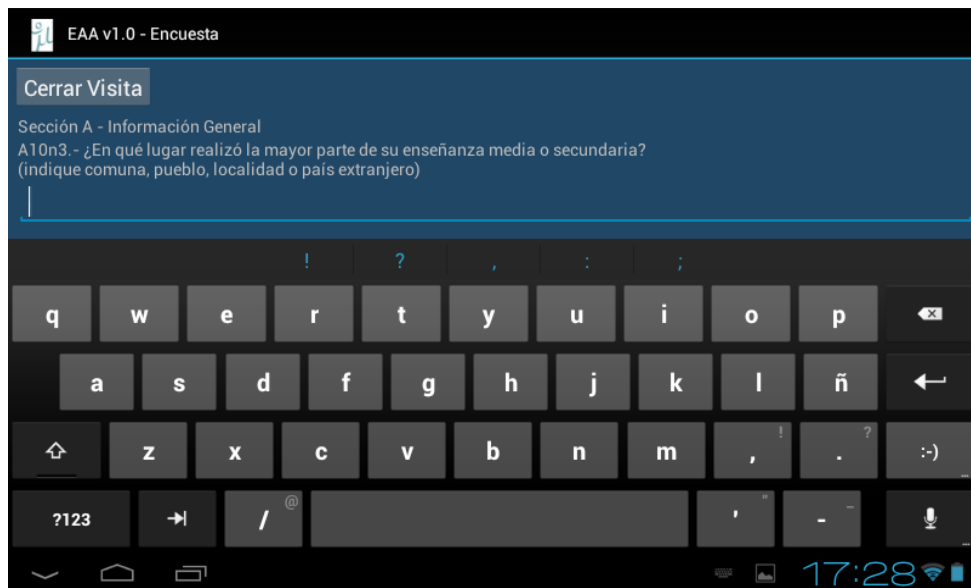 EAA v1.0 - Encuesta
Cerrar Visita
Sección A - Información General
A10n3.- ¿En qué lugar realizó la mayor parte de su enseñanza media o secundaria?
(indique comuna, pueblo, localidad o país extranjero)
! ? , : ;
q w e r t y u i o p
a s d f g h j k l ñ
z x c v b n m , ! . ? :-) ...
?123 / @ ' " - _ ...
17:28